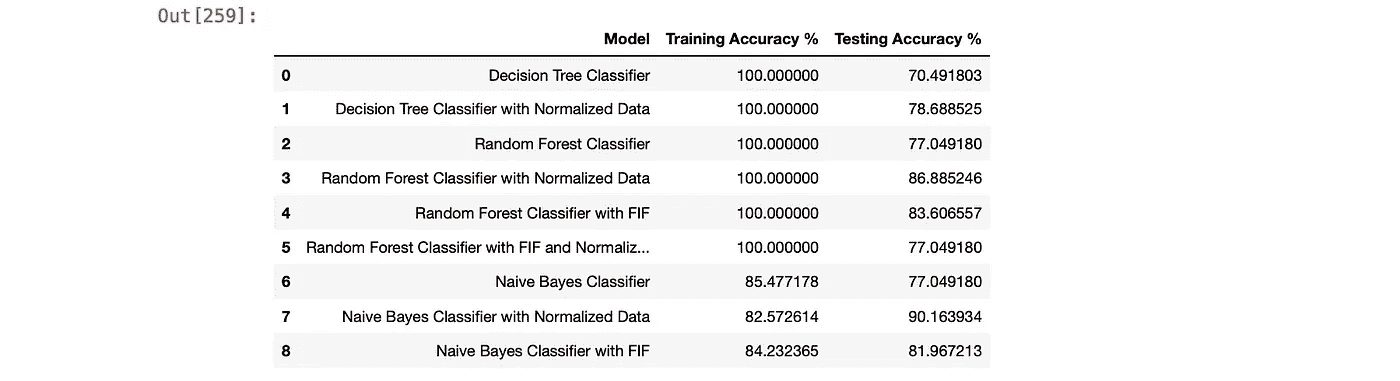 Out[259]:
Model Training Accuracy % Testing Accuracy %
0 Decision Tree Classifier 100.000000 70.491803
1 Decision Tree Classifier with Normalized Data 100.000000 78.688525
2 Random Forest Classifier 100.000000 77.049180
3 Random Forest Classifier with Normalized Data 100.000000 86.885246
4 Random Forest Classifier with FIF 100.000000 83.606557
5 Random Forest Classifier with FIF and Normaliz... 100.000000 77.049180
6 Naive Bayes Classifier 85.477178 77.049180
7 Naive Bayes Classifier with Normalized Data 82.572614 90.163934
8 Naive Bayes Classifier with FIF 84.232365 81.967213